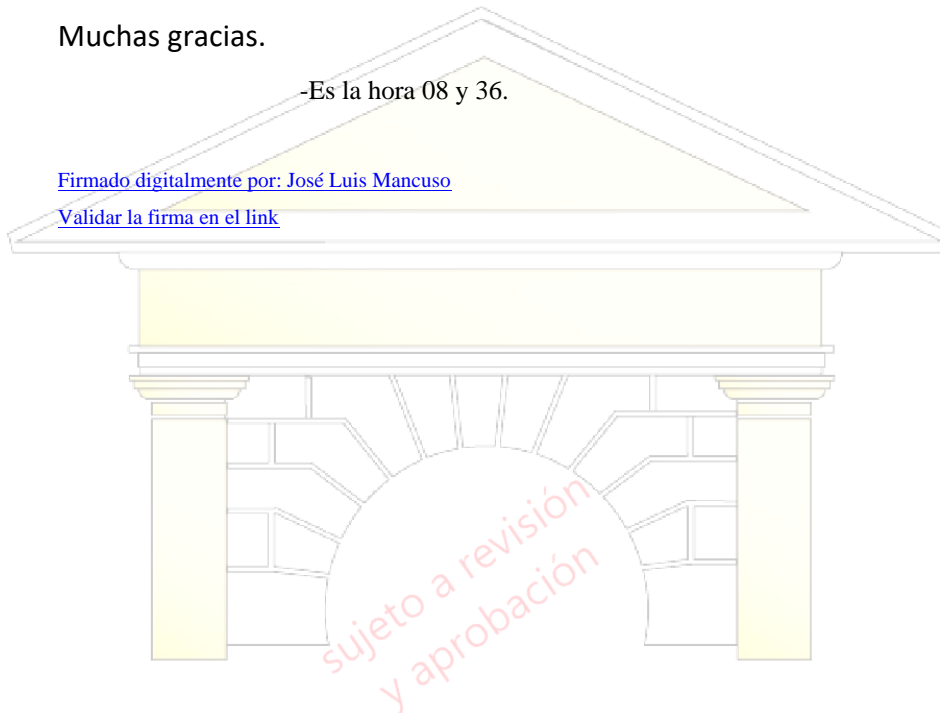 Muchas gracias.
-Es la hora 08 y 36.
Firmado digitalmente por: José Luis Mancuso
Validar la firma en el link
sujeto a revisión
y aprobación